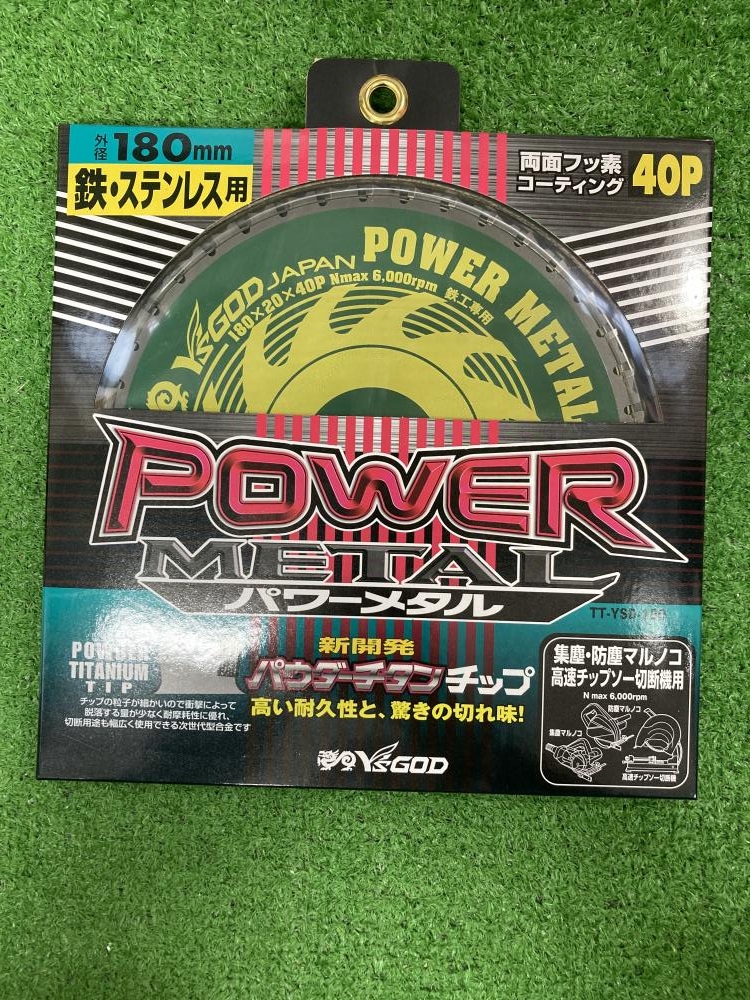 外径 180mm
鉄・ステンレス用
両面フッ素
コーティング 40P
Y'SGOD JAPAN POWER METAL
180×20×40P Nmax 6,000rpm 鉄工専用
POWER
METAL
パワーメタル
TT-YSD-180
POWDER
TITANIUM
TIP
チップの粒子が細かいので衝撃によって
脱落する量が少なく耐摩耗性に優れ、
切断用途も幅広く使用できる次世代型合金です
新開発
パウダーチタンチップ
高い耐久性と、驚きの切れ味!
Y'SGOD
集塵・防塵マルノコ
高速チップソー切断機用
N max 6,000rpm
防塵マルノコ
集塵マルノコ
高速チップソー切断機